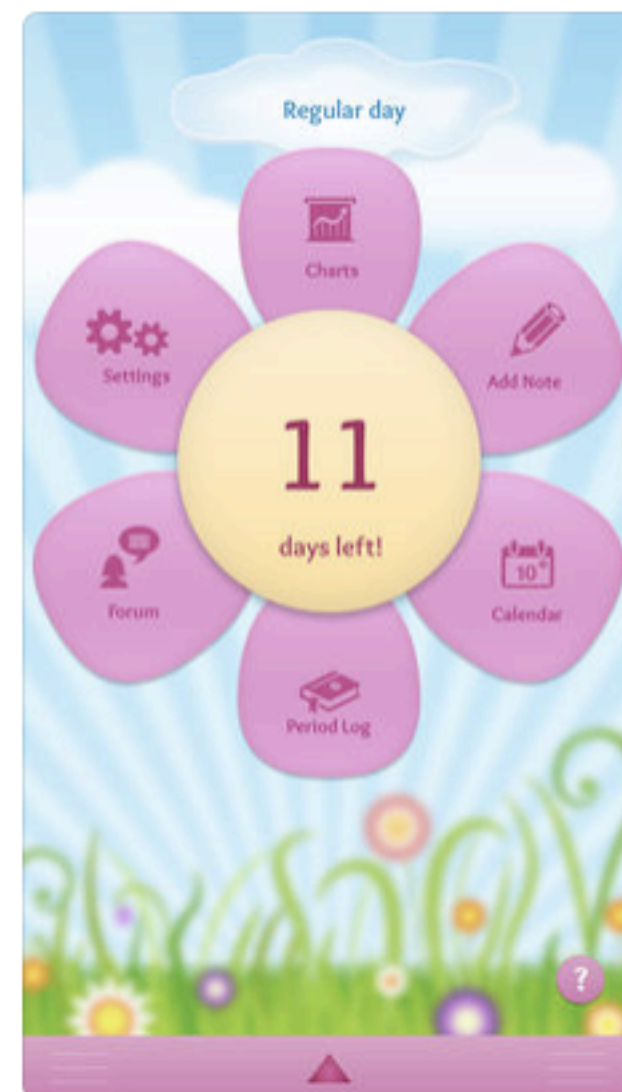 Regular day
Charts
Settings
Add Note
11
days left!
Forum
10
Calendar
Period Log
?